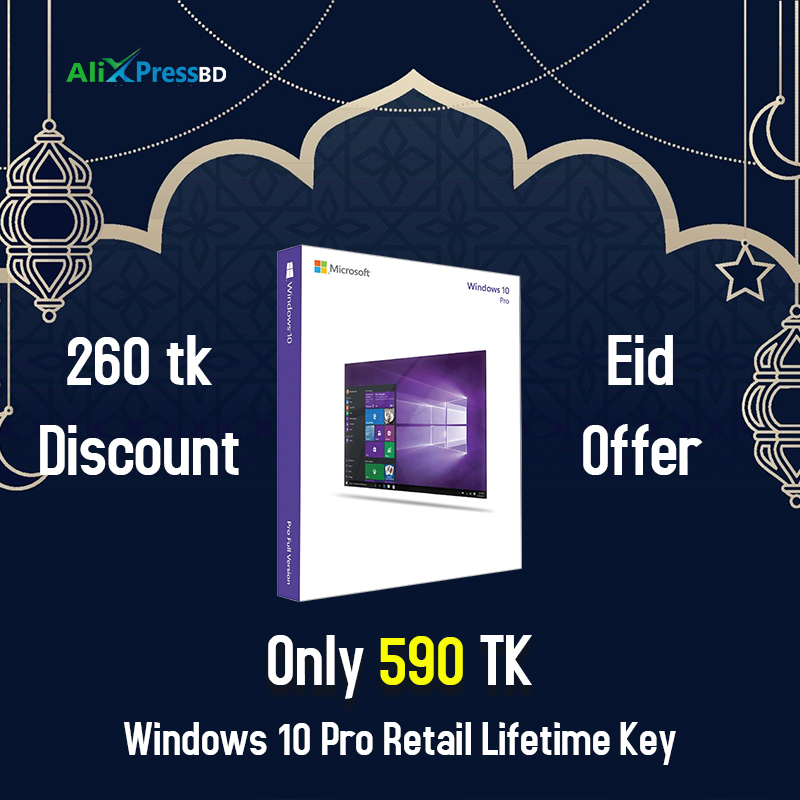 AliXPressBD
Microsoft
Windows 10
Pro
Windows 10
Pro Full Version
260 tk
Discount
Eid
Offer
Only 590 TK
Windows 10 Pro Retail Lifetime Key